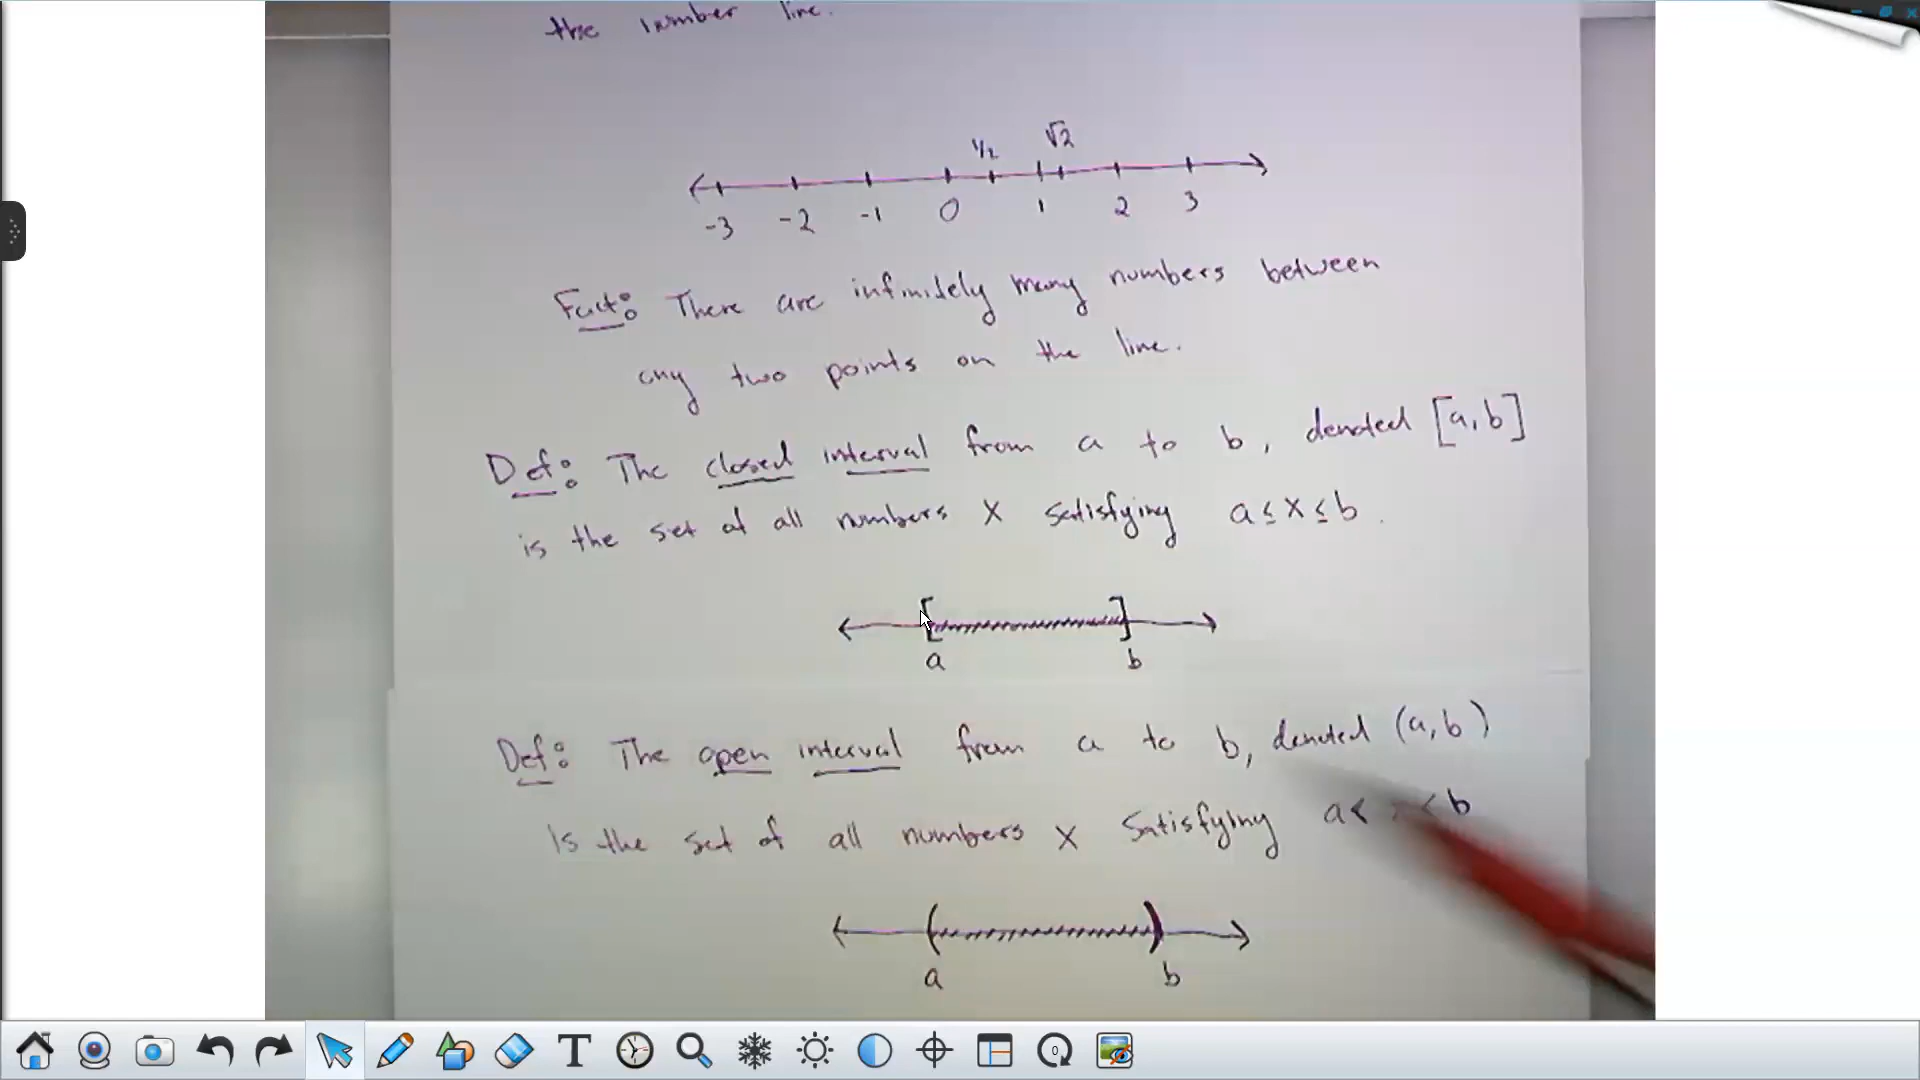 the number line.
1/2 √2
-3 -2 -1 0 1 2 3
Fact: There are infinitely many numbers between
any two points on the line.
Def: The closed interval from a to b, denoted [a,b]
is the set of all numbers x satisfying a≤x≤b.
[ ]
a b
Def: The open interval from a to b, denoted (a,b)
is the set of all numbers x satisfying a< <b
( )
a b
T
0